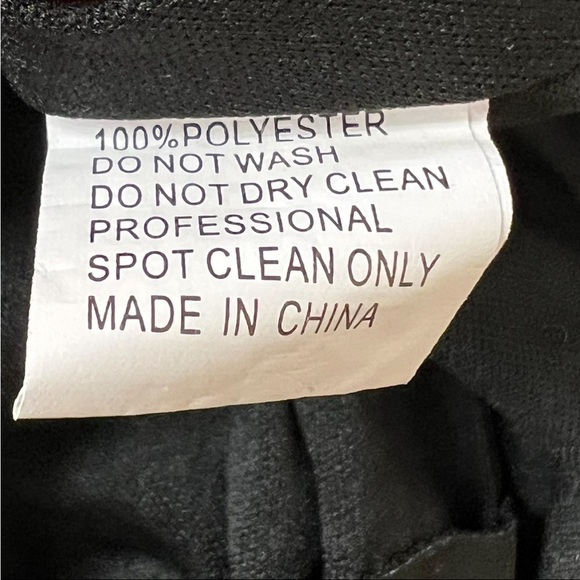 100%POLYESTER
DO NOT WASH
DO NOT DRY CLEAN
PROFESSIONAL
SPOT CLEAN ONLY
MADE IN CHINA